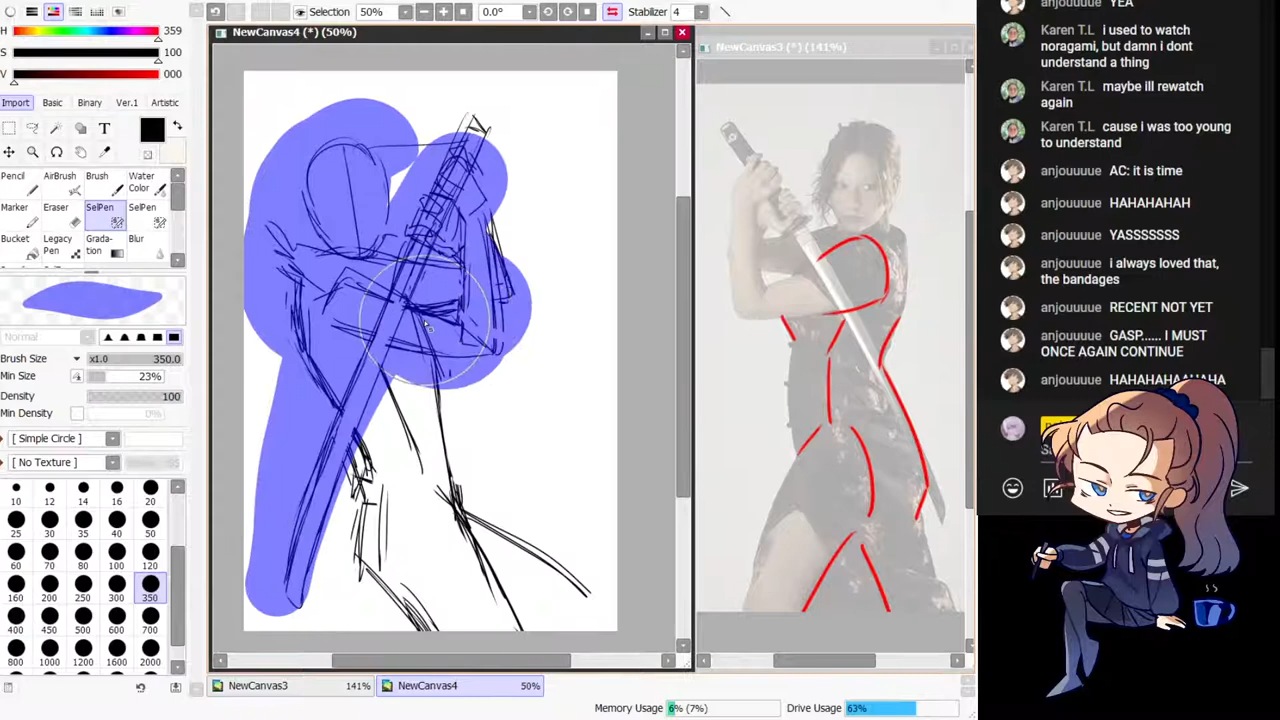 H 359
S 100
V 000
Import Basic Binary Ver.1 Artistic
T
Pencil AirBrush Brush Water Color
Marker Eraser SelPen SelPen
Bucket Legacy Pen Grada-tion Blur
Normal
Brush Size x1.0 350.0
Min Size 23%
Density 100
Min Density 0%
[ Simple Circle ]
[ No Texture ]
10 12 14 16 20
25 30 35 40 50
60 70 80 100 120
160 200 250 300 350
400 450 500 600 700
800 1000 1200 1600 2000
Selection 50% 0.0° Stabilizer 4
NewCanvas4 (*) (50%)
NewCanvas3 (*) (141%)
NewCanvas3 141% NewCanvas4 50%
Memory Usage 6% (7%) Drive Usage 63%
YEA
Karen T.L i used to watch
noragami, but damn i dont
understand a thing
Karen T.L maybe ill rewatch
again
Karen T.L cause i was too young
to understand
anjouuuue AC: it is time
anjouuuue HAHAHAHAH
anjouuuue YASSSSSSS
anjouuuue i always loved that,
the bandages
anjouuuue RECENT NOT YET
anjouuuue GASP...... I MUST
ONCE AGAIN CONTINUE
anjouuuue HAHAHAHAAHAHA